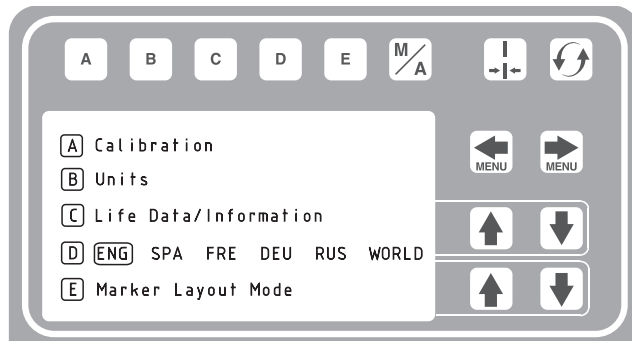 A B C D E M/A
MENU MENU
A Calibration
B Units
C Life Data/Information
D ENG SPA FRE DEU RUS WORLD
E Marker Layout Mode